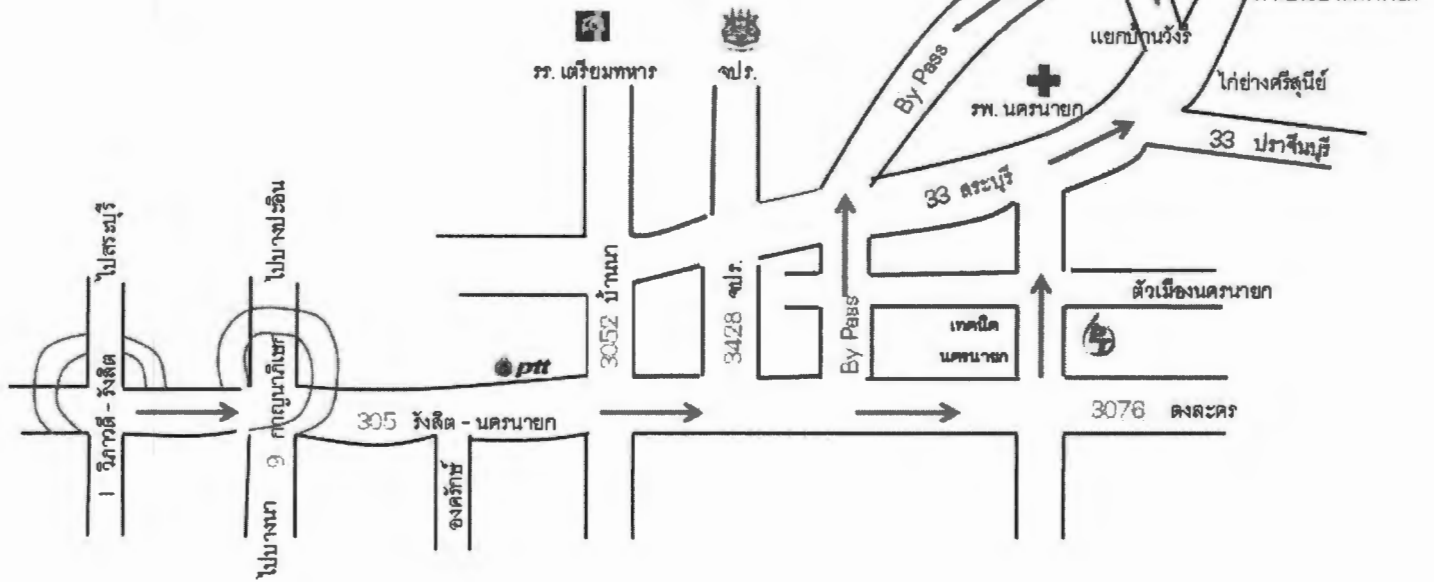 แยกบ้านวังรี
รร. เตรียมทหาร
จปร.
By Pass
รพ. นครนายก
ไก่ย่างศรีสุนีย์
33 ปราจีนบุรี
33 สระบุรี
ไปสระบุรี
ไปบางปะอิน
3052 บ้านนา
3428 จปร.
By Pass
ตัวเมืองนครนายก
เทคนิค
นครนายก
ptt
1 วิภาวดี - รังสิต
9 กาญนาภิเษก
305 รังสิต - นครนายก
3076 ดงละคร
องครักษ์
ไปบางนา